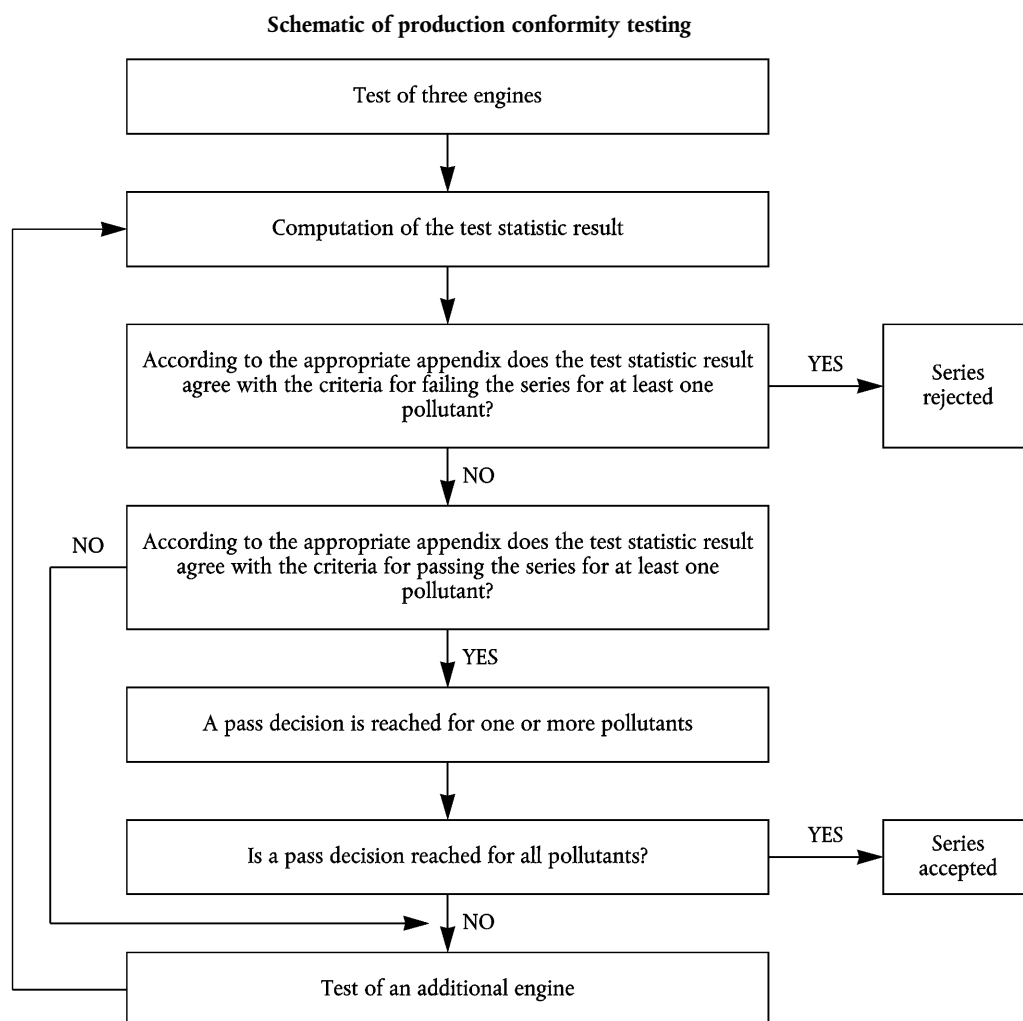 Schematic of production conformity testing
Test of three engines
Computation of the test statistic result
According to the appropriate appendix does the test statistic result
agree with the criteria for failing the series for at least one
pollutant?
YES
Series
rejected
NO
According to the appropriate appendix does the test statistic result
agree with the criteria for passing the series for at least one
pollutant?
NO
YES
A pass decision is reached for one or more pollutants
Is a pass decision reached for all pollutants?
YES
Series
accepted
NO
Test of an additional engine